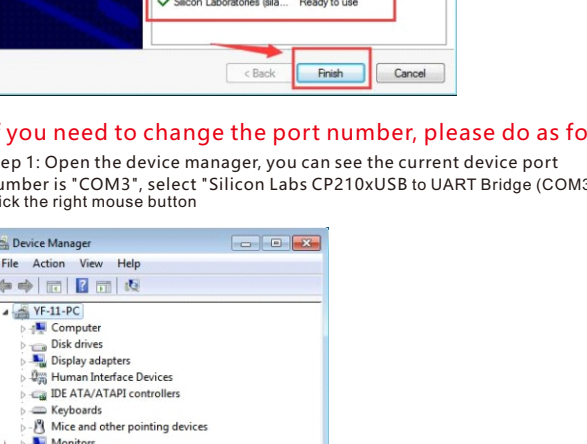 Silicon Laboratories (sila... Ready to use
< Back Finish Cancel
you need to change the port number, please do as fo
ep 1: Open the device manager, you can see the current device port
umber is "COM3", select "Silicon Labs CP210xUSB to UART Bridge (COM3
ick the right mouse button
Device Manager
File Action View Help
YF-11-PC
Computer
Disk drives
Display adapters
Human Interface Devices
IDE ATA/ATAPI controllers
Keyboards
Mice and other pointing devices
Monitors